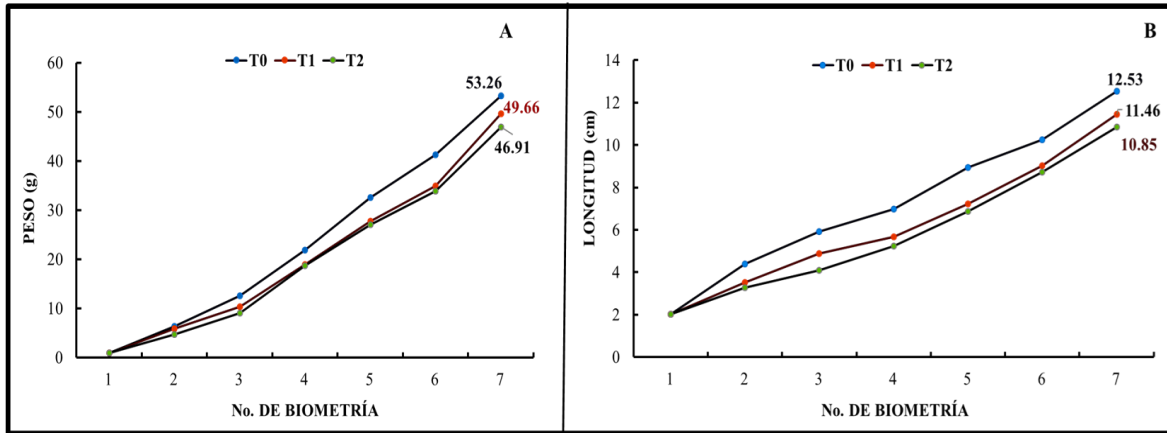 A
T0 T1 T2
PESO (g)
60
50
40
30
20
10
0
53.26
49.66
46.91
1 2 3 4 5 6 7
No. DE BIOMETRÍA
B
T0 T1 T2
LONGITUD (cm)
14
12
10
8
6
4
2
0
12.53
11.46
10.85
1 2 3 4 5 6 7
No. DE BIOMETRÍA